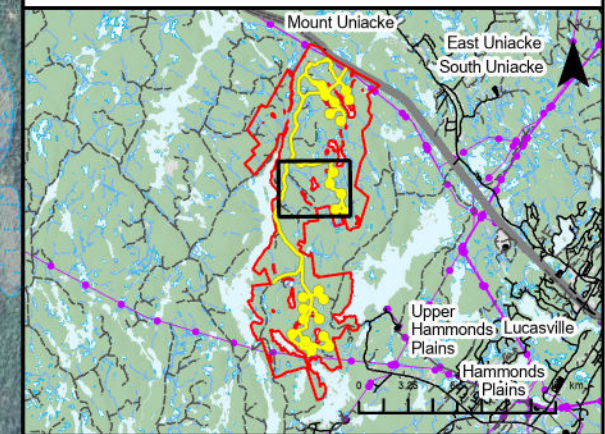 Mount Uniacke
East Uniacke
South Uniacke
Upper
Hammonds
Plains
Lucasville
Hammonds
Plains
0 3.25 km